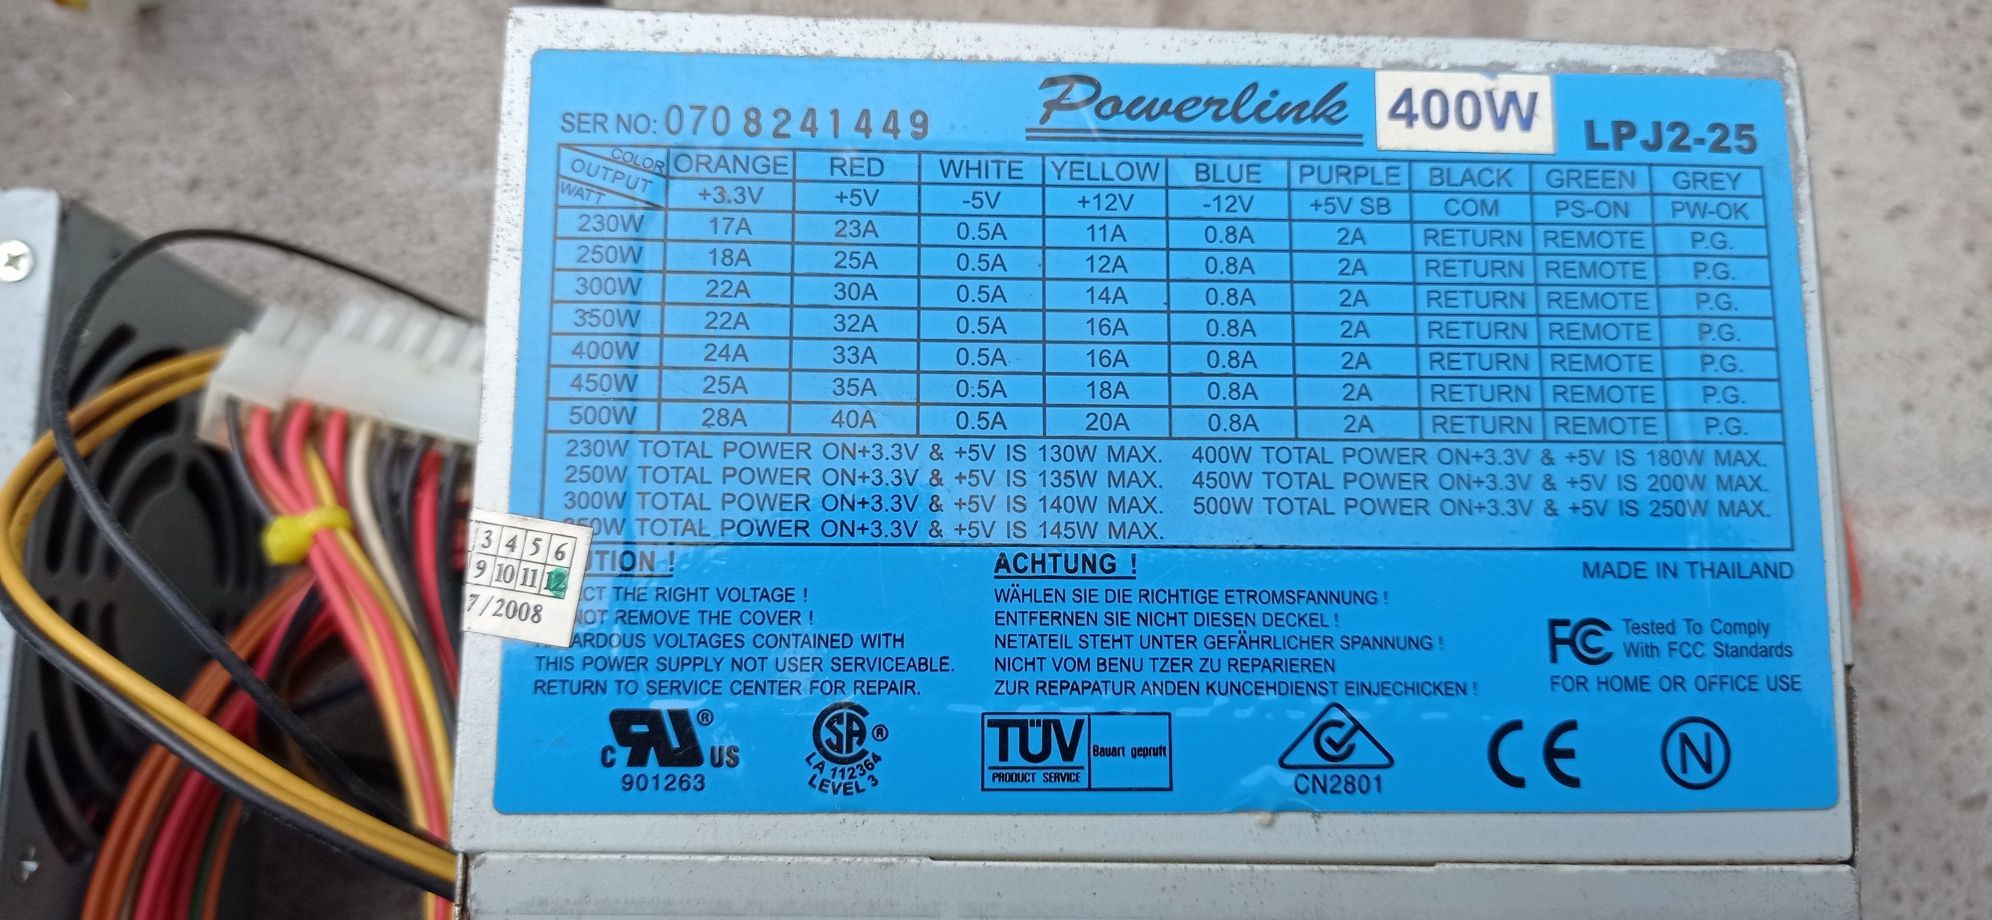 SER NO: 0708241449
Powerlink 400W LPJ2-25
COLOR OUTPUT WATT ORANGE RED WHITE YELLOW BLUE PURPLE BLACK GREEN GREY
+3.3V +5V -5V +12V -12V +5V SB COM PS-ON PW-OK
230W 17A 23A 0.5A 11A 0.8A 2A RETURN REMOTE P.G.
250W 18A 25A 0.5A 12A 0.8A 2A RETURN REMOTE P.G.
300W 22A 30A 0.5A 14A 0.8A 2A RETURN REMOTE P.G.
350W 22A 32A 0.5A 16A 0.8A 2A RETURN REMOTE P.G.
400W 24A 33A 0.5A 16A 0.8A 2A RETURN REMOTE P.G.
450W 25A 35A 0.5A 18A 0.8A 2A RETURN REMOTE P.G.
500W 28A 40A 0.5A 20A 0.8A 2A RETURN REMOTE P.G.
230W TOTAL POWER ON+3.3V & +5V IS 130W MAX.
250W TOTAL POWER ON+3.3V & +5V IS 135W MAX.
300W TOTAL POWER ON+3.3V & +5V IS 140W MAX.
50W TOTAL POWER ON+3.3V & +5V IS 145W MAX.
400W TOTAL POWER ON+3.3V & +5V IS 180W MAX.
450W TOTAL POWER ON+3.3V & +5V IS 200W MAX.
500W TOTAL POWER ON+3.3V & +5V IS 250W MAX.
3 4 5 6
9 10 11 12
7/2008
UTION !
CT THE RIGHT VOLTAGE !
NOT REMOVE THE COVER !
ARDOUS VOLTAGES CONTAINED WITH
THIS POWER SUPPLY NOT USER SERVICEABLE.
RETURN TO SERVICE CENTER FOR REPAIR.
ACHTUNG !
WÄHLEN SIE DIE RICHTIGE ETROMSFANNUNG !
ENTFERNEN SIE NICHT DIESEN DECKEL !
NETATEIL STEHT UNTER GEFÄHRLICHER SPANNUNG !
NICHT VOM BENU TZER ZU REPARIEREN
ZUR REPAPATUR ANDEN KUNCEHDIENST EINJECHICKEN !
MADE IN THAILAND
FC Tested To Comply
With FCC Standards
FOR HOME OR OFFICE USE
C RU ® US
901263
SA ®
LA 112364
LEVEL 3
TÜV
PRODUCT SERVICE
Bauart gepruft
CN2801
CE
N